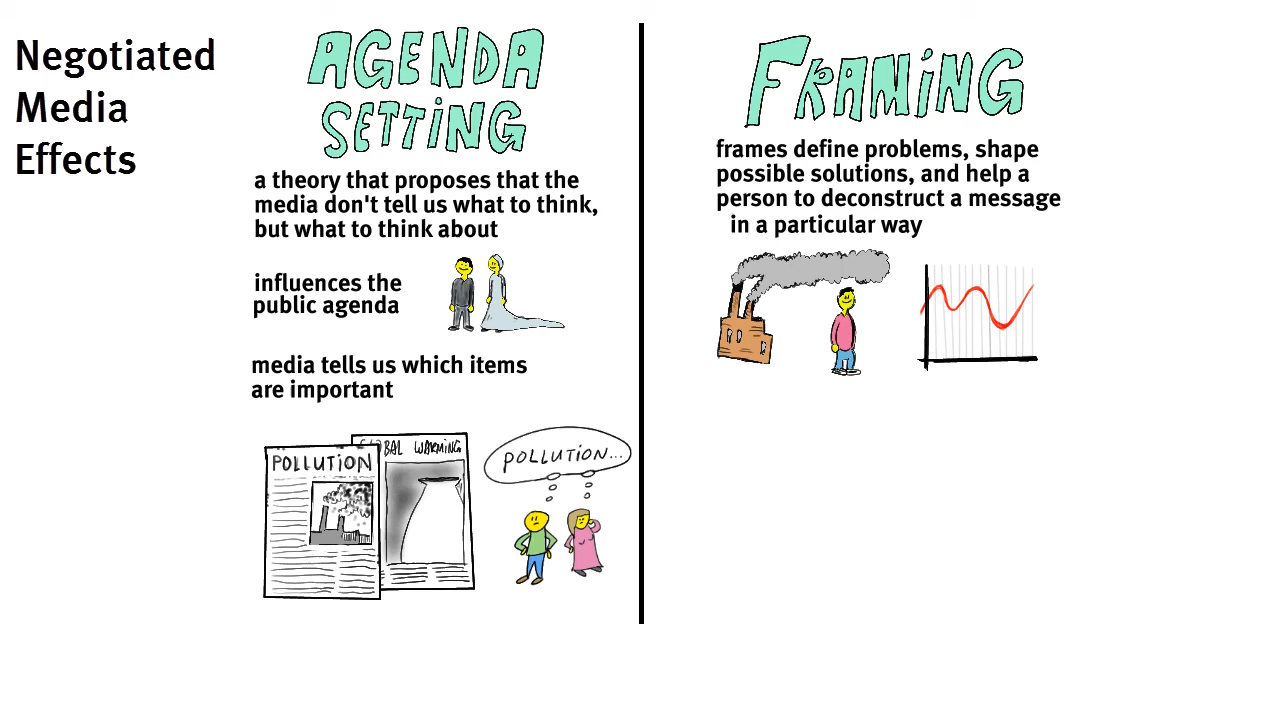 Negotiated
Media
Effects
AGENDA
SETTING
a theory that proposes that the
media don't tell us what to think,
but what to think about
influences the
public agenda
media tells us which items
are important
POLLUTION
GLOBAL WARMING
POLLUTION...
FRAMiNG
frames define problems, shape
possible solutions, and help a
person to deconstruct a message
in a particular way